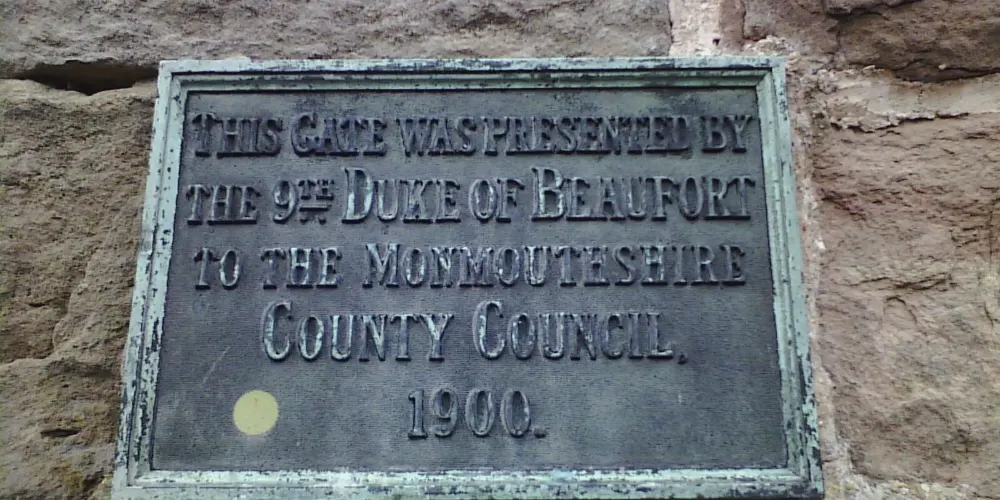 THIS GATE WAS PRESENTED BY
THE 9TH DUKE OF BEAUFORT
TO THE MONMOUTHSHIRE
COUNTY COUNCIL,
1900.